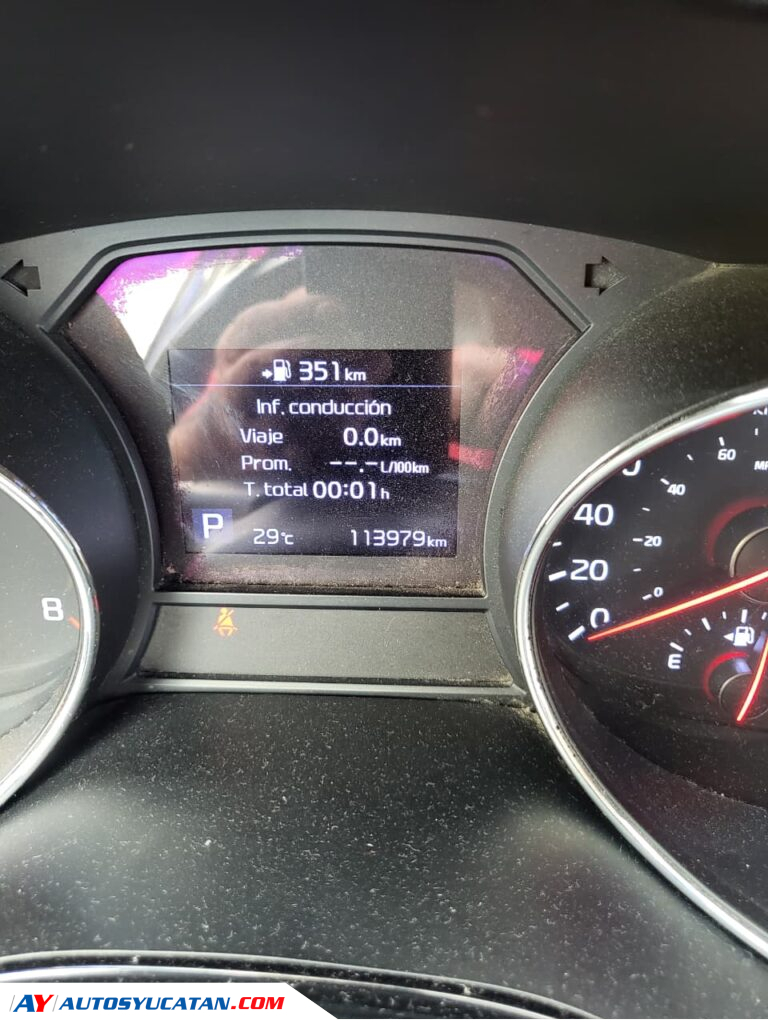 351 km
Inf. conducción
Viaje 0.0 km
Prom. --.- L/100km
T. total 00:01 h
P 29°C 113979 km
8
60
40
40
20
20
0
0
E
AY AUTOSYUCATAN.COM